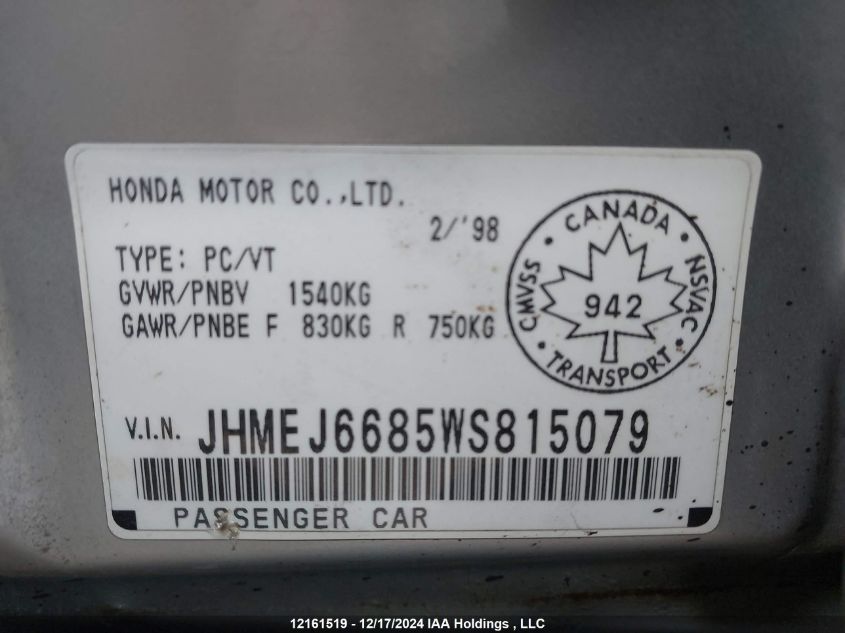 HONDA MOTOR CO.,LTD.
2/'98
TYPE: PC/VT
GVWR/PNBV 1540KG
GAWR/PNBE F 830KG R 750KG
• CANADA •
CMVSS
942
NSVAC
• TRANSPORT •
V.I.N. JHMEJ6685WS815079
PASSENGER CAR
12161519 - 12/17/2024 IAA Holdings , LLC